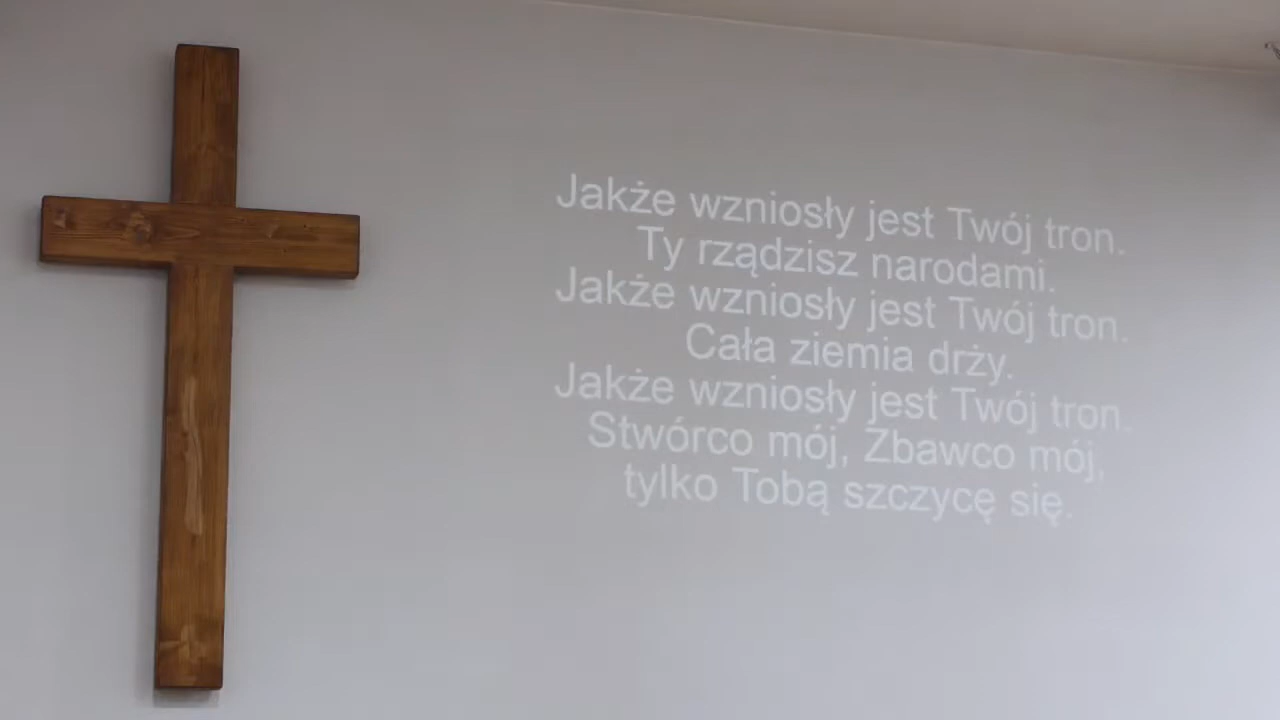 Jakże wzniosły jest Twój tron.
Ty rządzisz narodami.
Jakże wzniosły jest Twój tron.
Cała ziemia drży.
Jakże wzniosły jest Twój tron.
Stwórco mój, Zbawco mój,
tylko Tobą szczycę się.